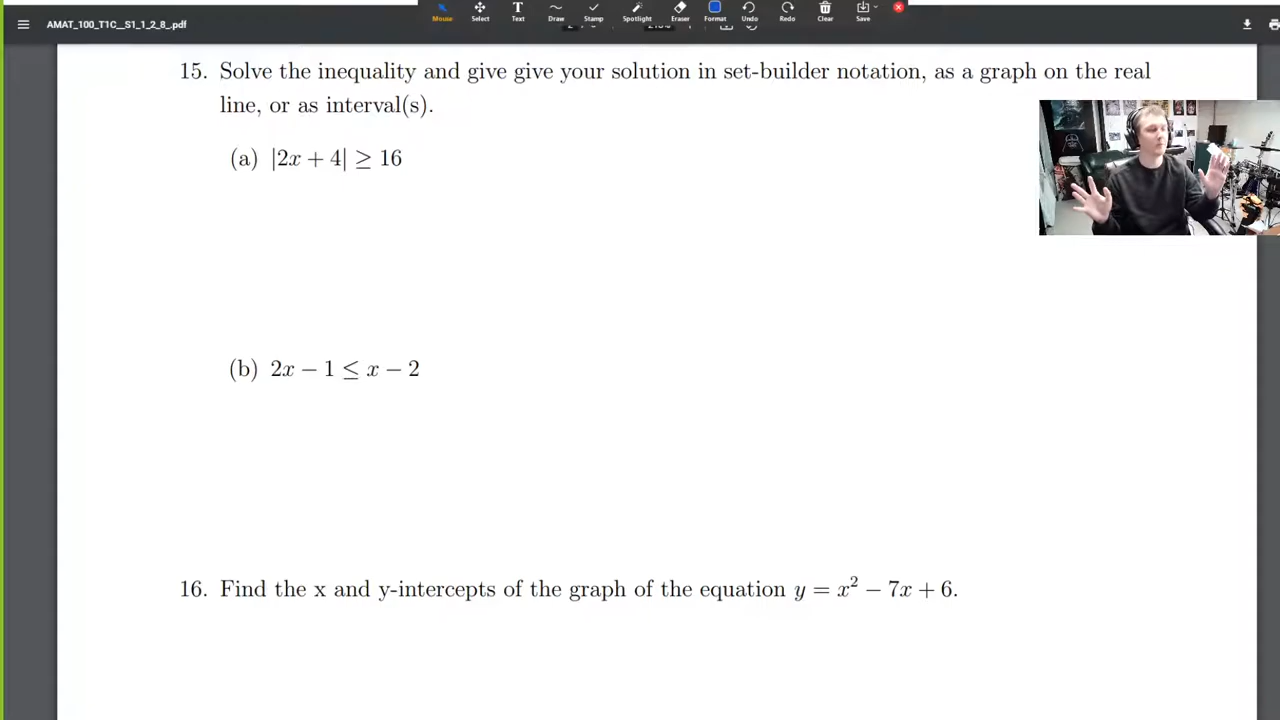 AMAT_100_T1C__S1_1_2_8_.pdf
Mouse Select Text Draw Stamp Spotlight Eraser Format Undo Redo Clear Save
15. Solve the inequality and give give your solution in set-builder notation, as a graph on the real
line, or as interval(s).
(a) |2x + 4| ≥ 16
(b) 2x − 1 ≤ x − 2
16. Find the x and y-intercepts of the graph of the equation y = x² − 7x + 6.